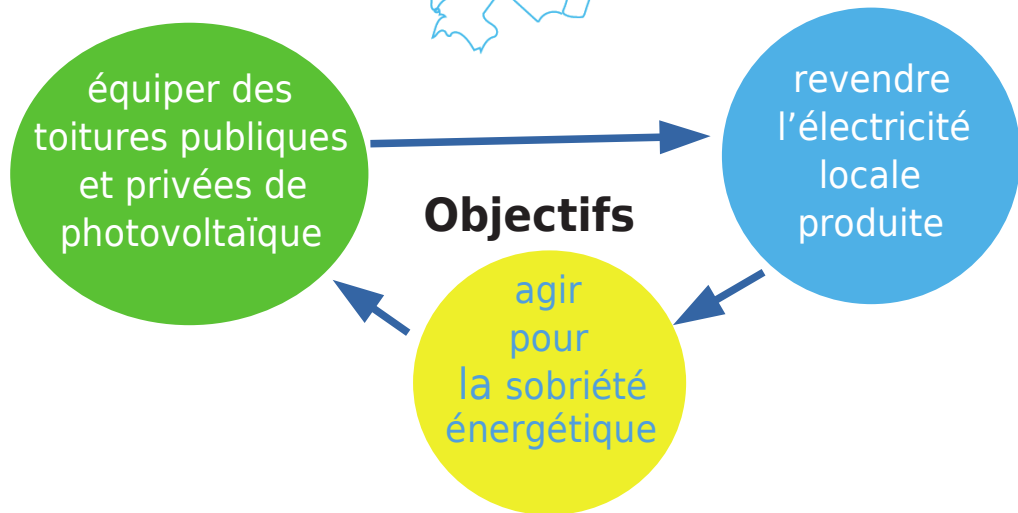 équiper des
toitures publiques
et privées de
photovoltaïque
revendre
l’électricité
locale
produite
Objectifs
agir
pour
la sobriété
énergétique